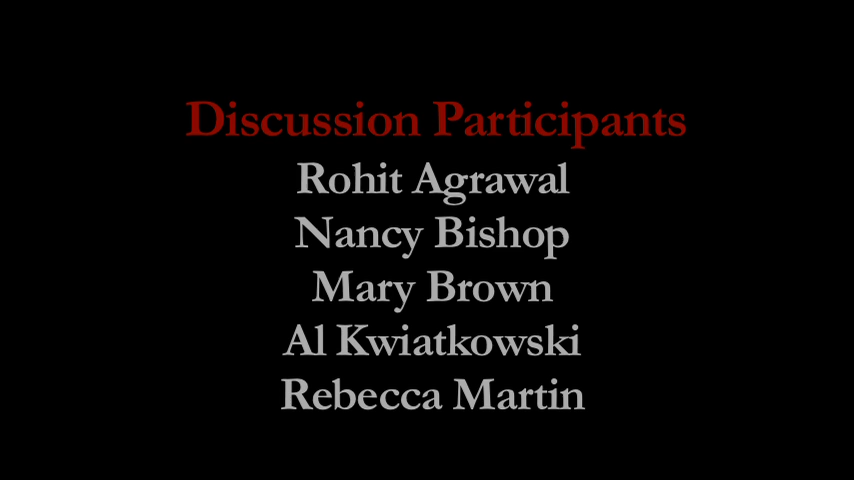 Discussion Participants
Rohit Agrawal
Nancy Bishop
Mary Brown
Al Kwiatkowski
Rebecca Martin